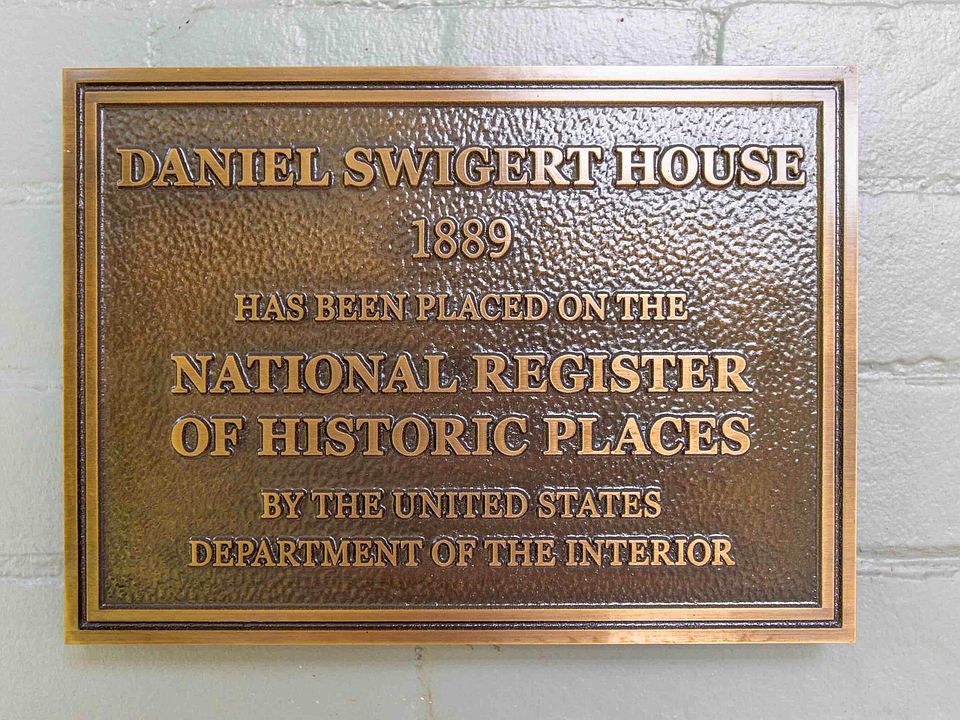 DANIEL SWIGERT HOUSE
1889
HAS BEEN PLACED ON THE
NATIONAL REGISTER
OF HISTORIC PLACES
BY THE UNITED STATES
DEPARTMENT OF THE INTERIOR